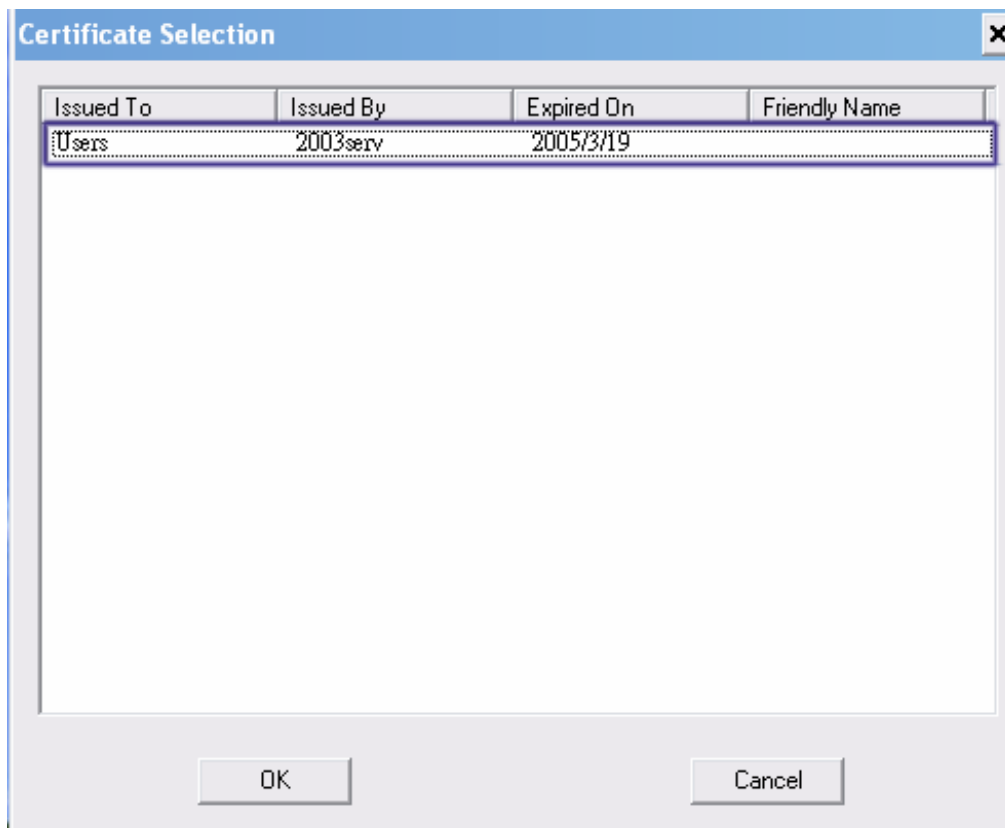 Certificate Selection
Issued To Issued By Expired On Friendly Name
Users 2003serv 2005/3/19
OK Cancel